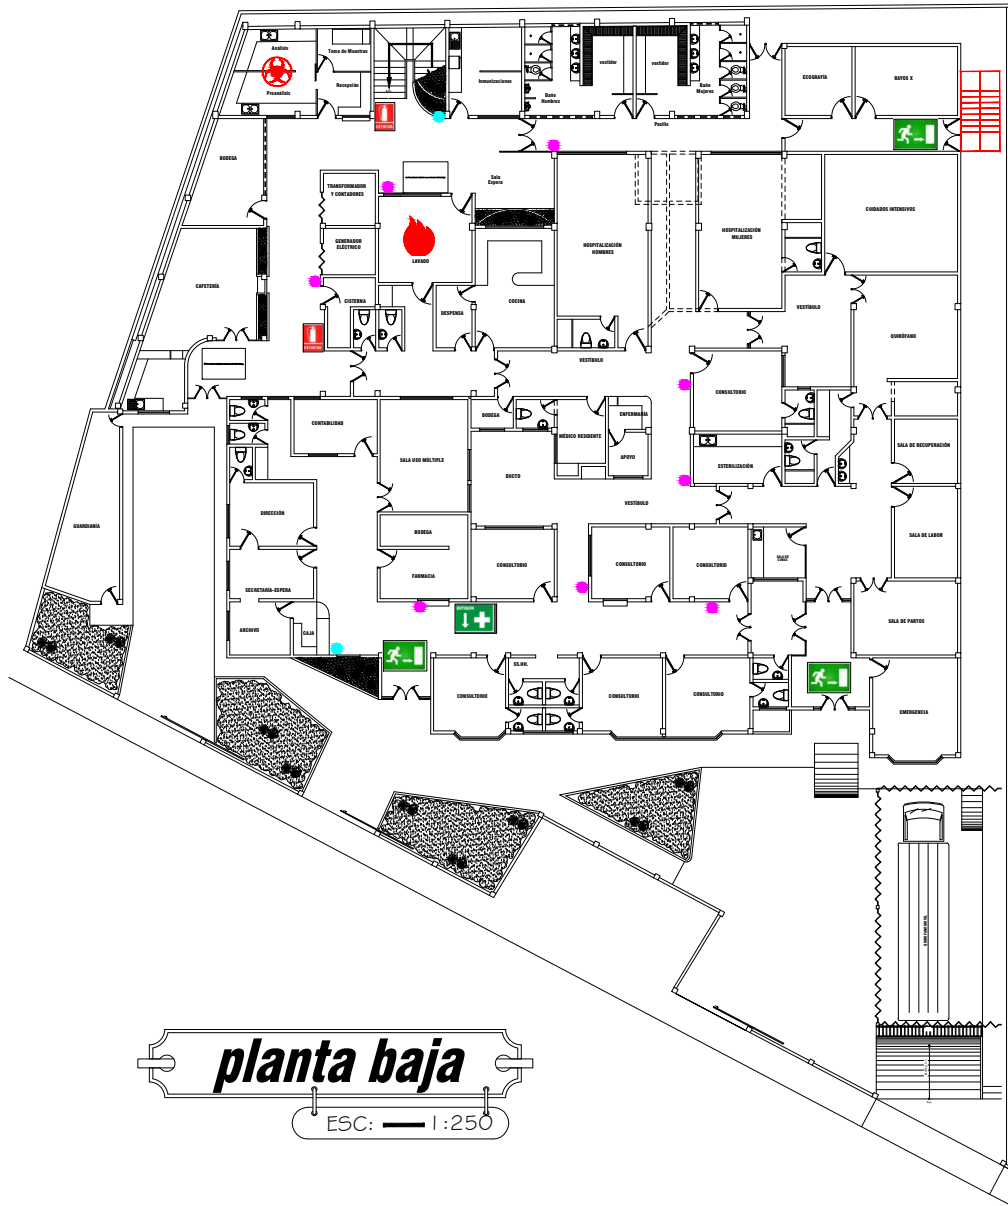 Análisis
Preanálisis
Toma de Muestras
Recepción
Inmunizaciones
Baño
Hombres
vestidor
vestidor
Baño
Mujeres
Pasillo
ECOGRAFÍA
RAYOS X
BODEGA
TRANSFORMADOR
Y CONTADORES
GENERADOR
ELÉCTRICO
LAVADO
Sala
Espera
HOSPITALIZACIÓN
HOMBRES
HOSPITALIZACIÓN
MUJERES
CUIDADOS INTENSIVOS
CAFETERÍA
CISTERNA
DESPENSA
COCINA
VESTÍBULO
QUIRÓFANO
VESTÍBULO
CONSULTORIO
CONTABILIDAD
SALA USO MÚLTIPLE
BODEGA
MÉDICO RESIDENTE
ENFERMARÍA
APOYO
DUCTO
ESTERILIZACIÓN
SALA DE RECUPERACIÓN
GUARDIANÍA
DIRECCIÓN
VESTÍBULO
BODEGA
FARMACIA
CONSULTORIO
CONSULTORIO
CONSULTORIO
SALA DE LABOR
SECRETARÍA-ESPERA
ARCHIVO
CAJA
SALA DE PARTOS
SS.HH.
CONSULTORIO
CONSULTORIO
CONSULTORIO
EMERGENCIA
planta baja
ESC: 1:250